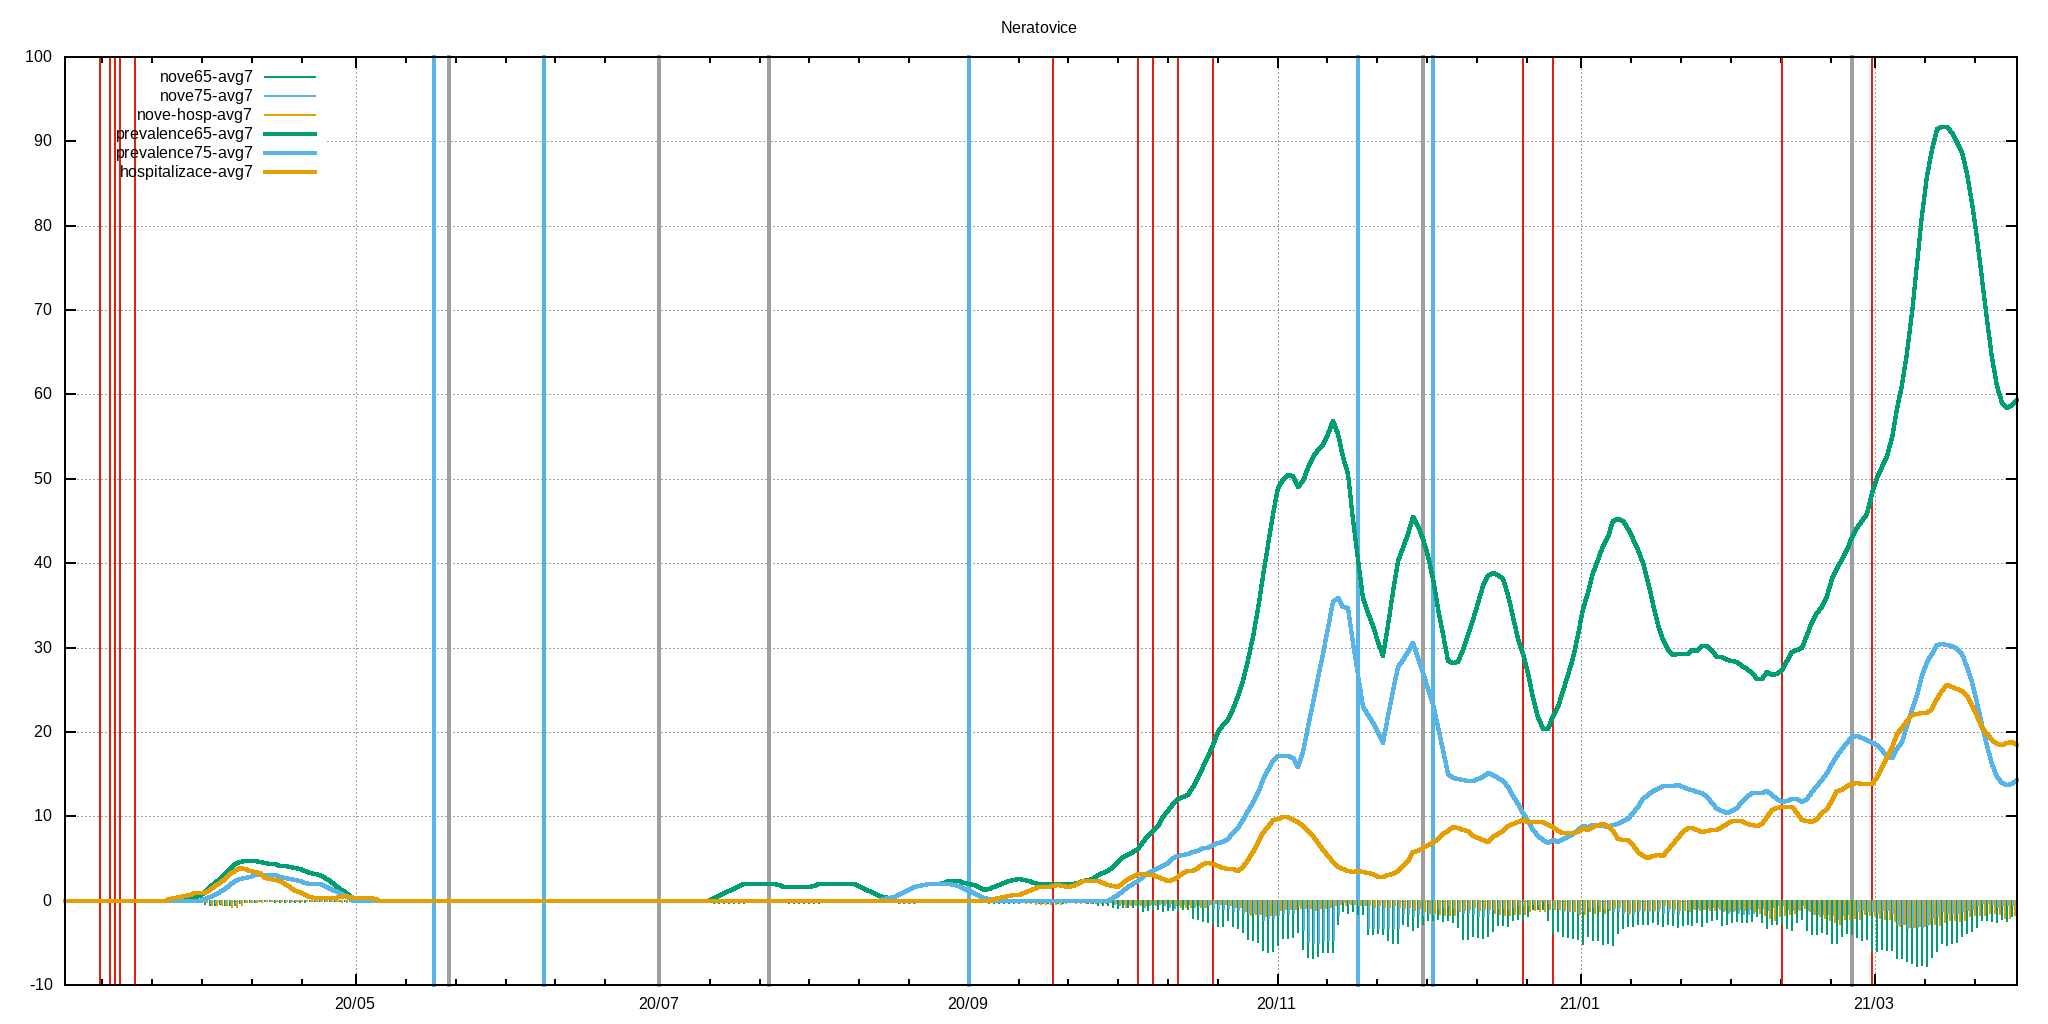 Neratovice
100
nove65-avg7
nove75-avg7
nove-hosp-avg7
90
prevalence65-avg7
prevalence75-avg7
hospitalizace-avg7
80
70
60
50
40
30
20
10
0
-10
20/05 20/07 20/09 20/11 21/01 21/03